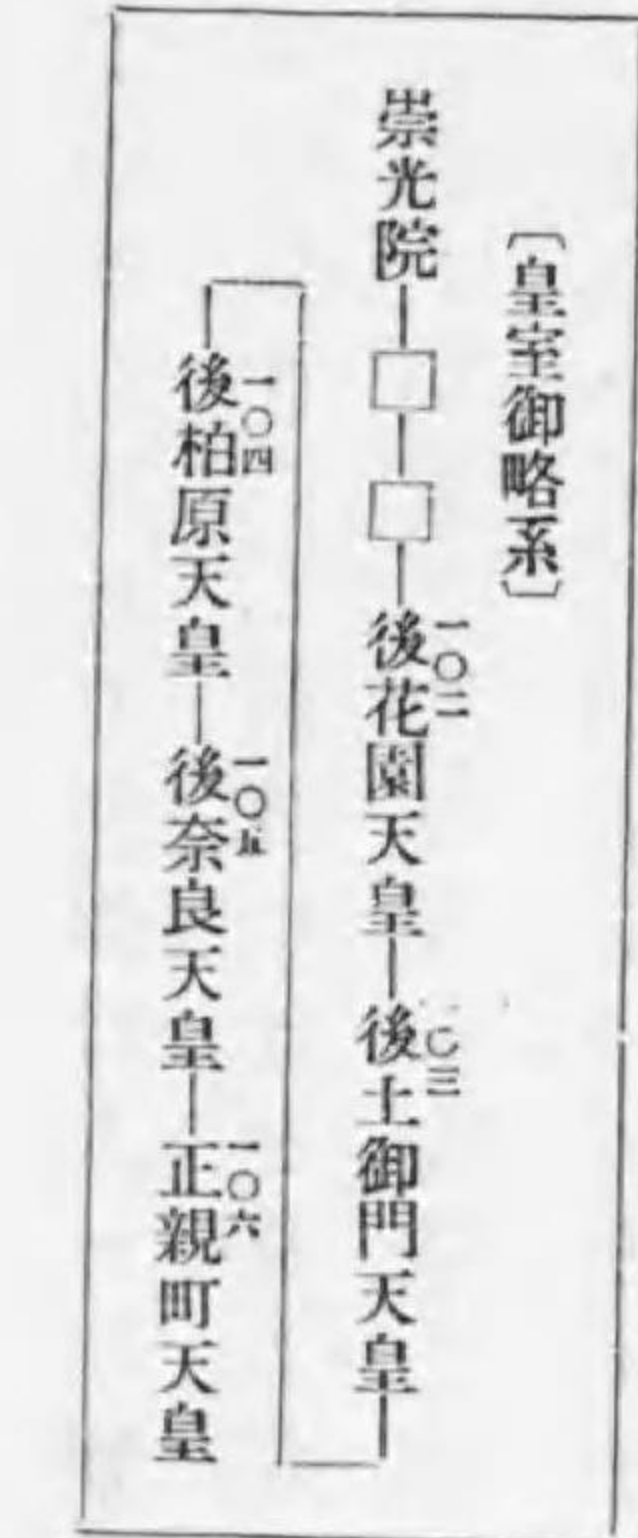 〔皇室御略系〕
崇光院―□―□―後花園天皇―後土御門天皇―
一〇二
〇三
後柏原天皇―後奈良天皇―正親町天皇
一〇四
一〇五
一〇六